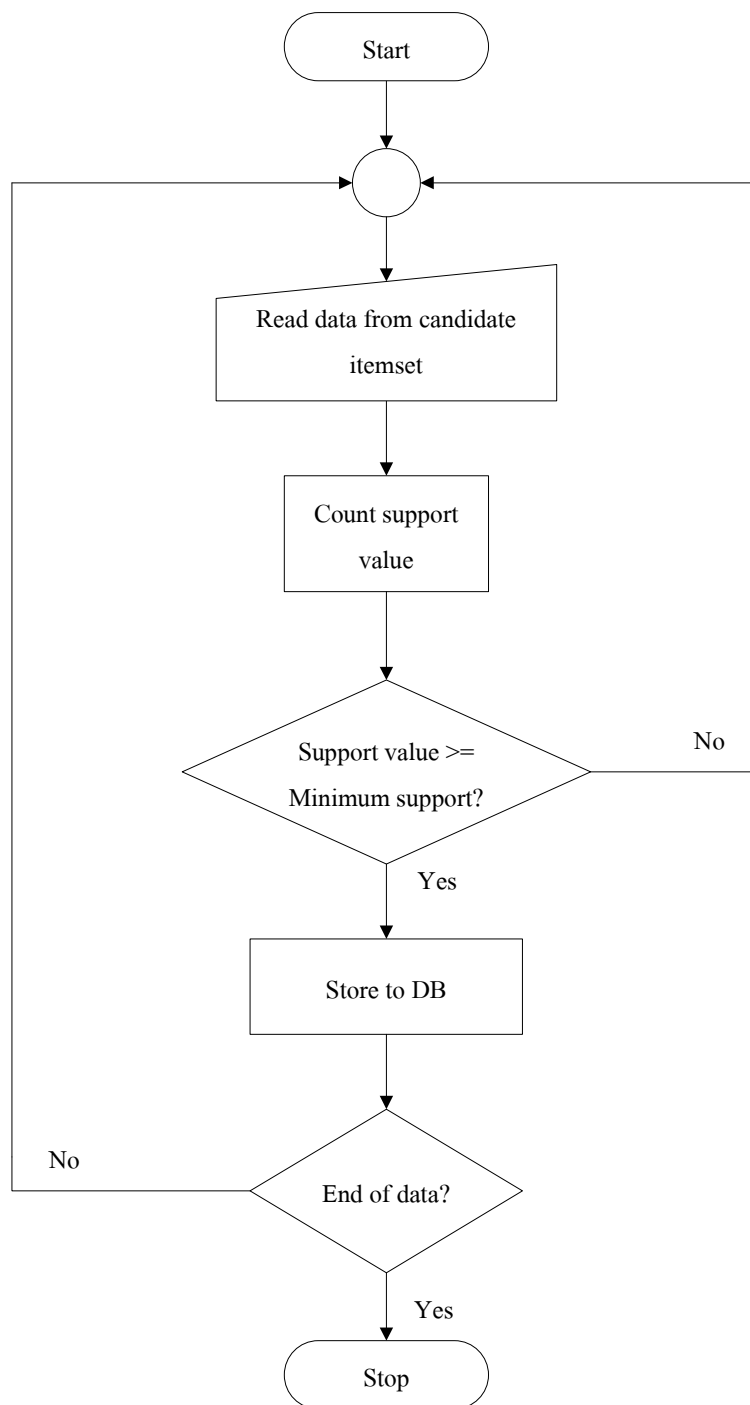 Start
Read data from candidate
itemset
Count support
value
Support value >=
Minimum support?
No
Yes
Store to DB
End of data?
No
Yes
Stop